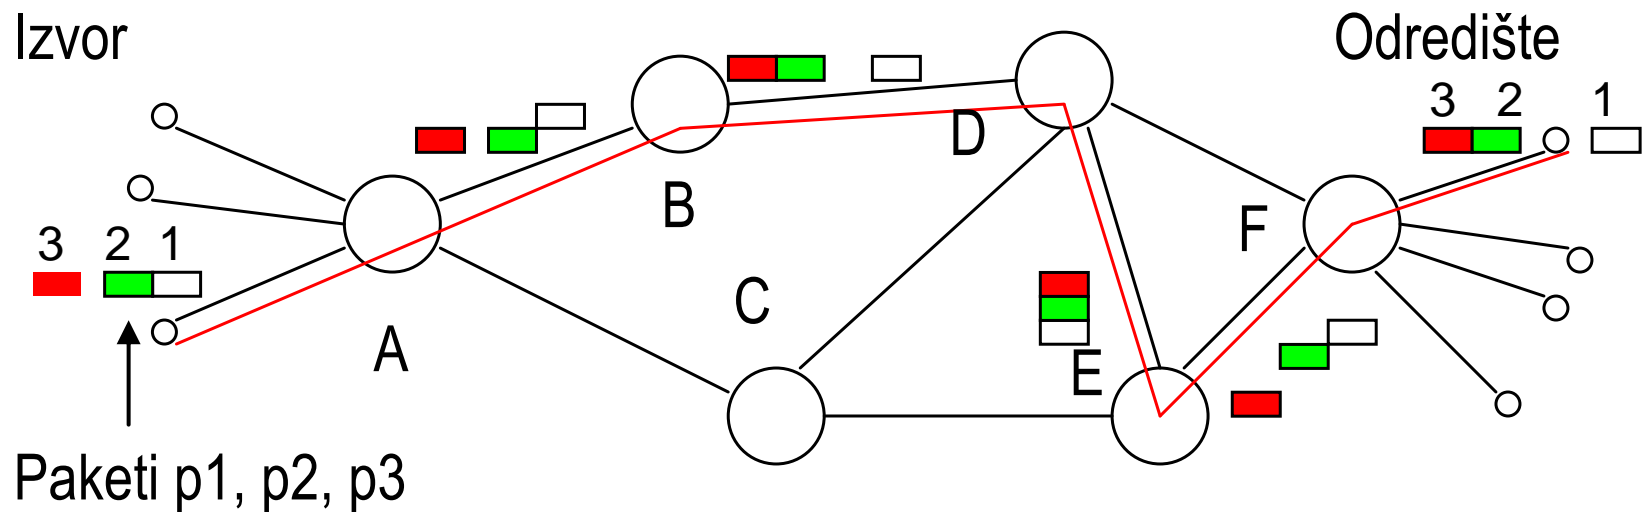 Izvor
Odredište
3 2 1
D
B
F
3 2 1
C
A
E
Paketi p1, p2, p3